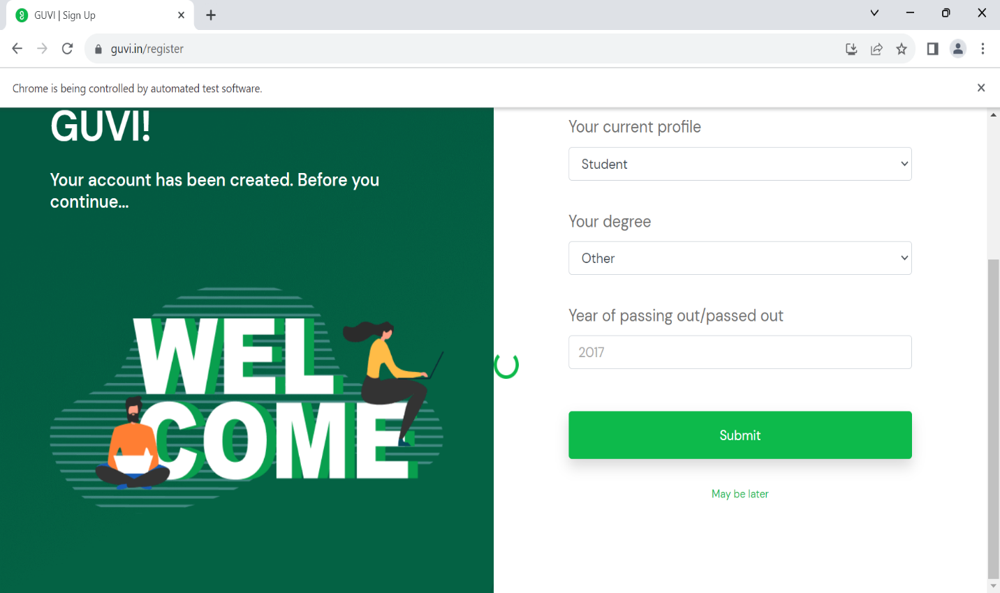 GUVI | Sign Up
guvi.in/register
Chrome is being controlled by automated test software.
GUVI!
Your account has been created. Before you
continue...
WEL
COME
Your current profile
Student
Your degree
Other
Year of passing out/passed out
2017
Submit
May be later